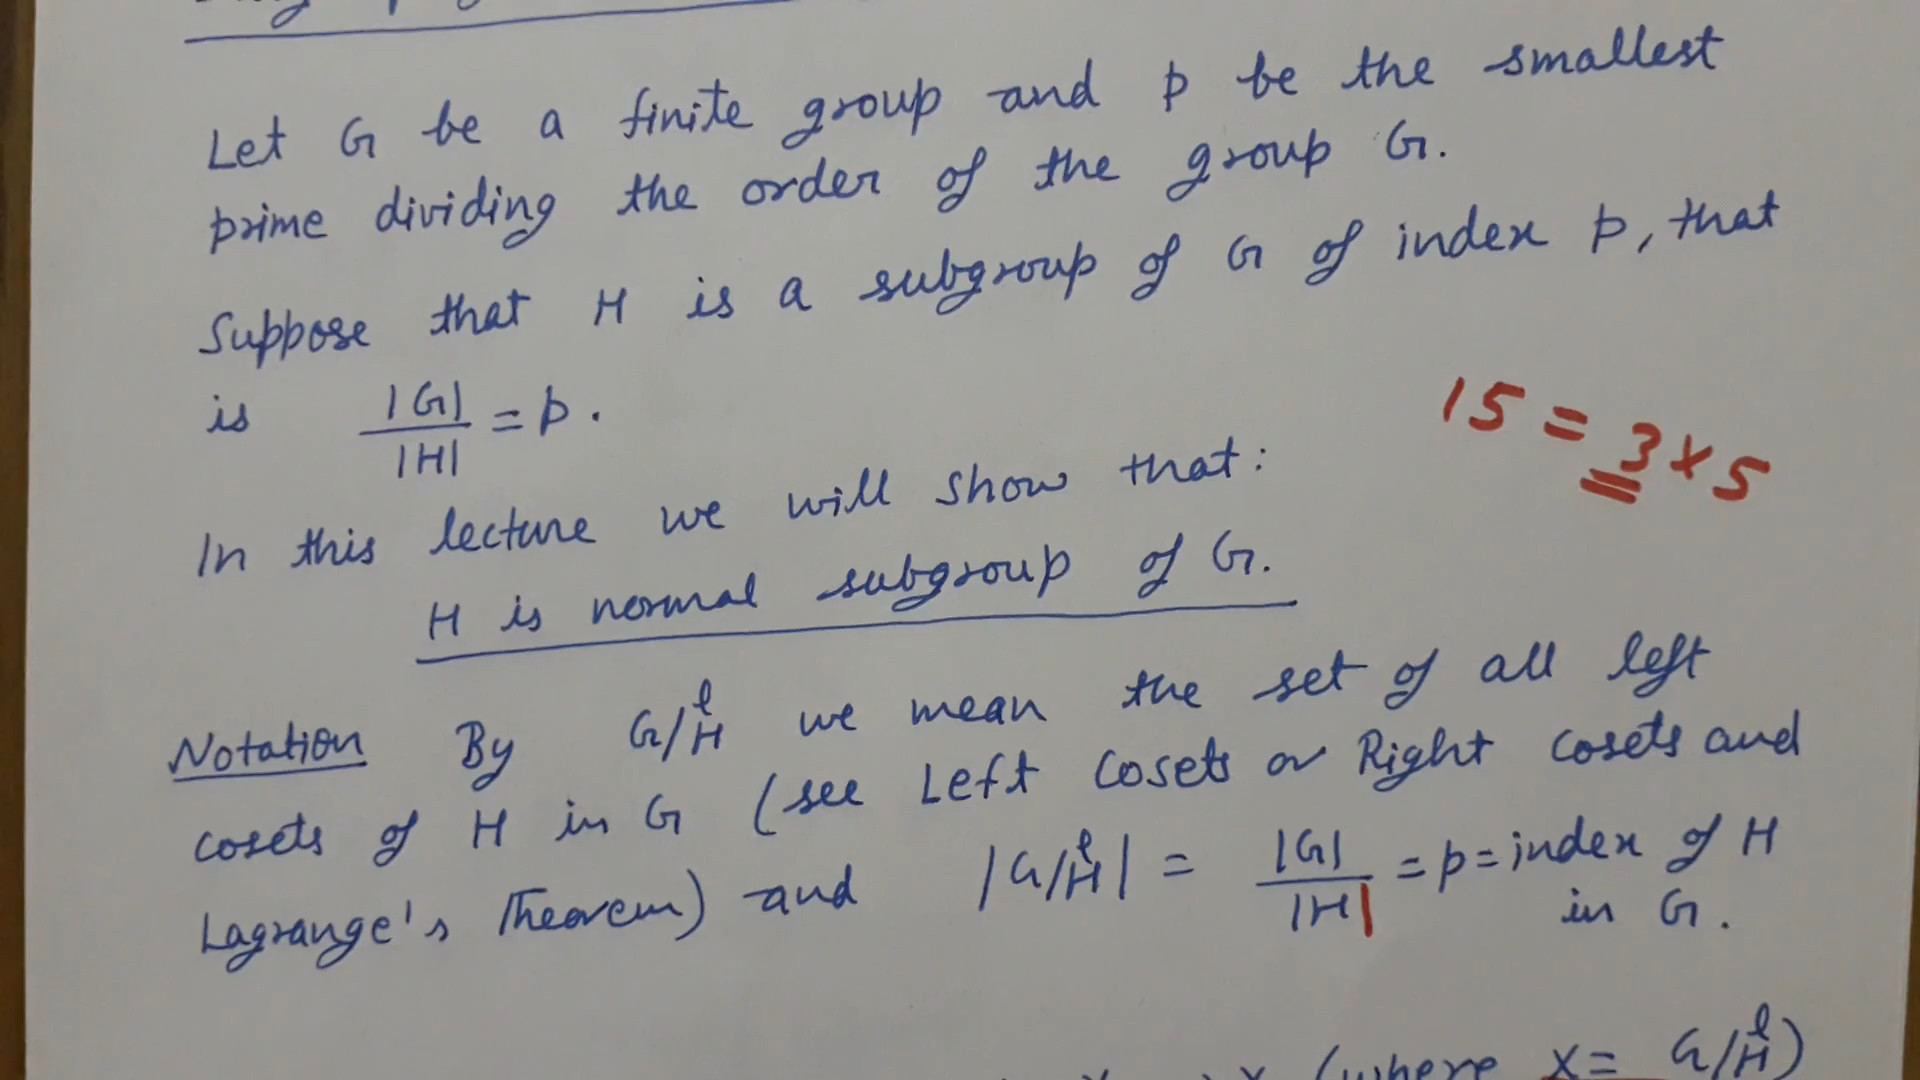 Let G be a finite group and p be the smallest
prime dividing the order of the group G.
Suppose that H is a subgroup of G of index p, that
is |G|/|H| = p.
15 = 3 x 5
In this lecture we will show that:
H is normal subgroup of G.
Notation By G/ˡH we mean the set of all left
cosets of H in G (see Left Cosets or Right Cosets and
Lagrange's Theorem) and |G/ˡH| = |G|/|H| = p = index of H
in G.
(where X = G/ˡH)